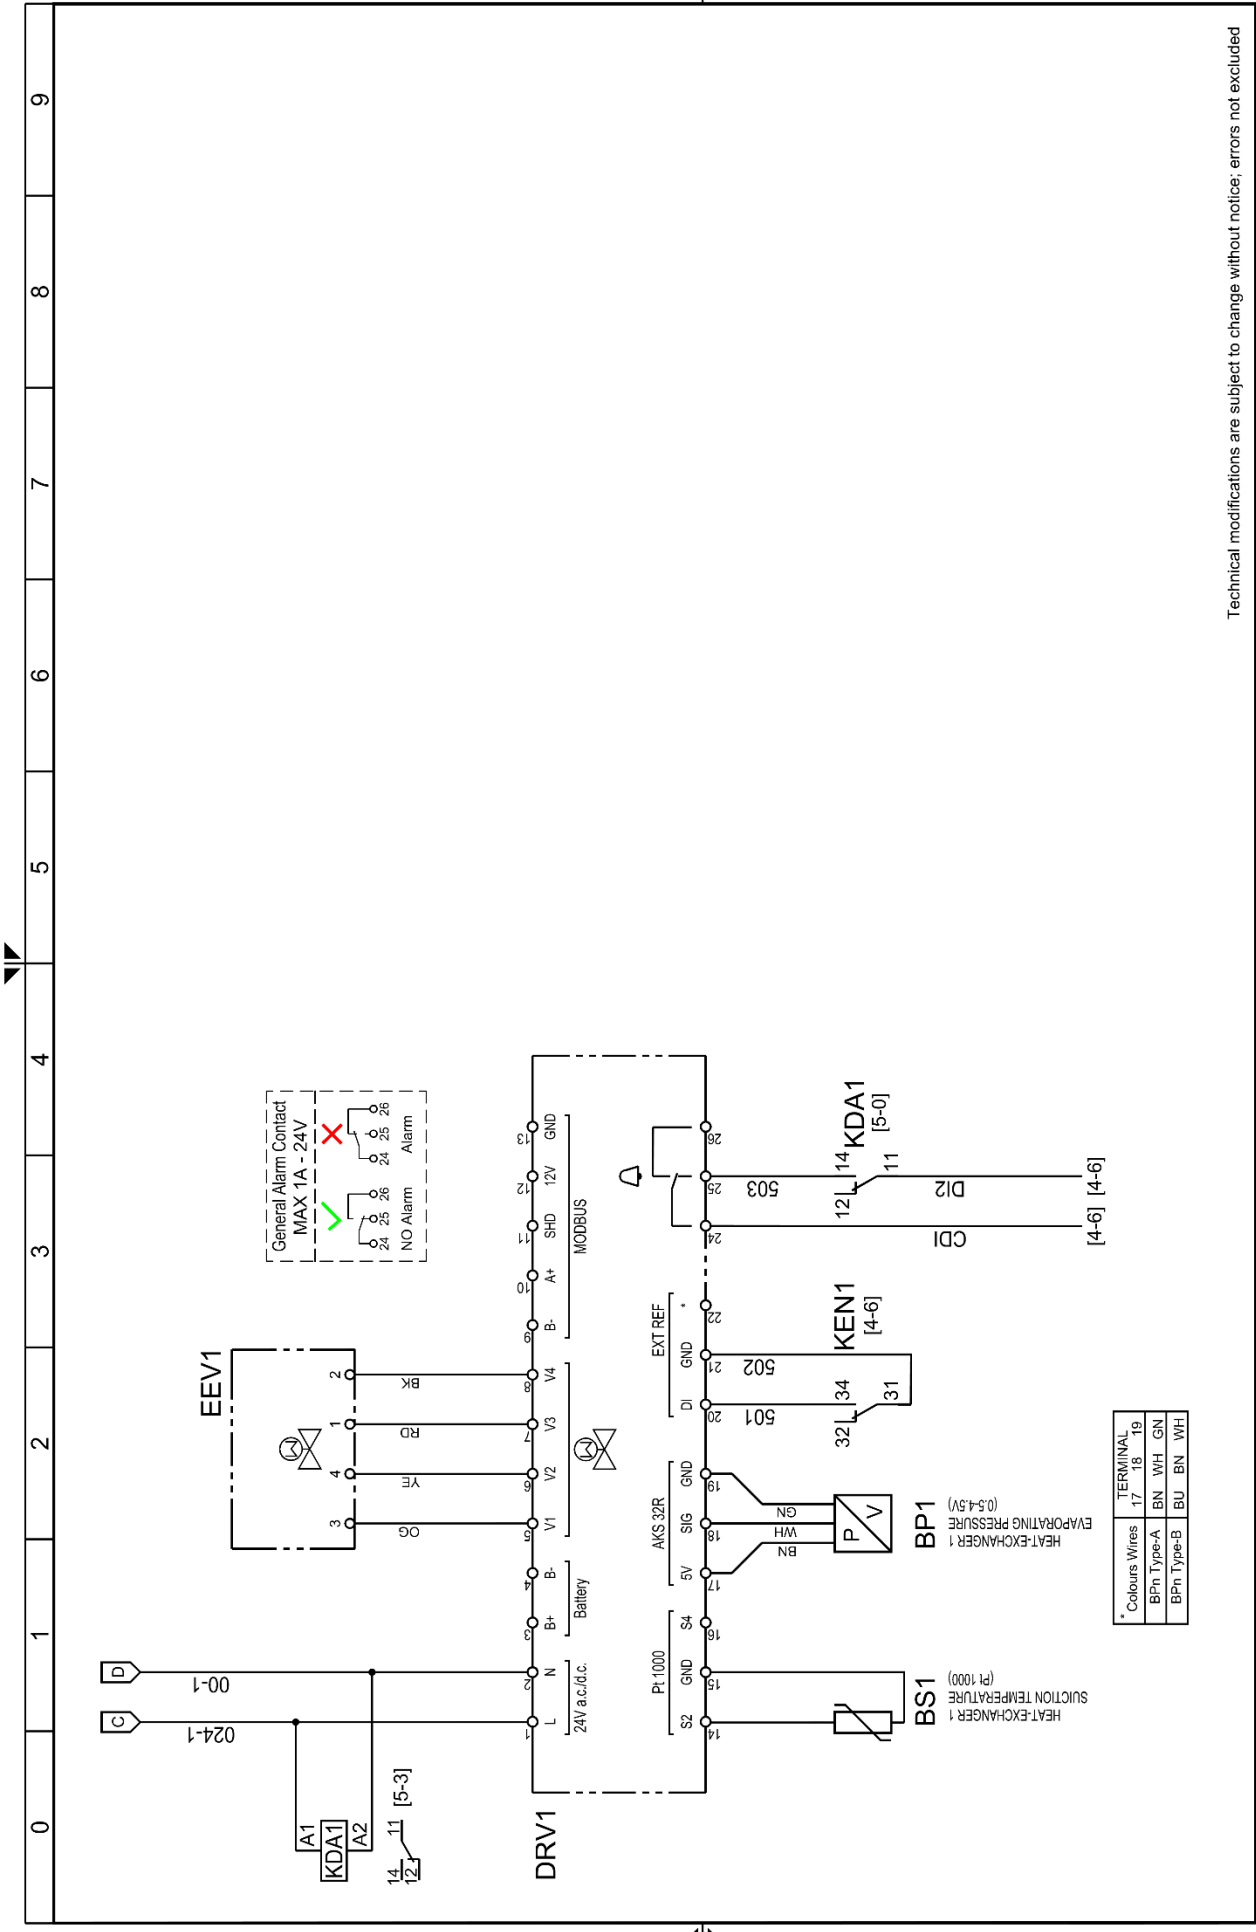 0 1 2 3 4 5 6 7 8 9
C
D
024-1
00-1
A1
KDA1
A2
14
12
11
[5-3]
EEV1
3 4 1 2
OG
YE
RD
BK
General Alarm Contact
MAX 1A - 24V
24 25 26
NO Alarm
24 25 26
Alarm
DRV1
1 2 3 4 5 6 7 8 9 10 11 12 13
L N B+ B- V1 V2 V3 V4 B- A+ SHD 12V GND
24V a.c./d.c.
Battery
MODBUS
Pt 1000
AKS 32R
EXT REF
S2 GND S4 5V SIG GND DI GND *
14 15 16 17 18 19 20 21 22 24 25 26
BN
WH
GN
501
502
CDI
503
DI2
P
V
32
34
31
KEN1
[4-6]
12
14
11
KDA1
[5-0]
[4-6]
[4-6]
BS1
HEAT-EXCHANGER 1
SUICTION TEMPERATURE
(Pt 1000)
BP1
HEAT-EXCHANGER 1
EVAPORATING PRESSURE
(0.5-4.5V)
* Colours Wires
TERMINAL
17 18 19
BPn Type-A BN WH GN
BPn Type-B BU BN WH
Technical modifications are subject to change without notice; errors not excluded